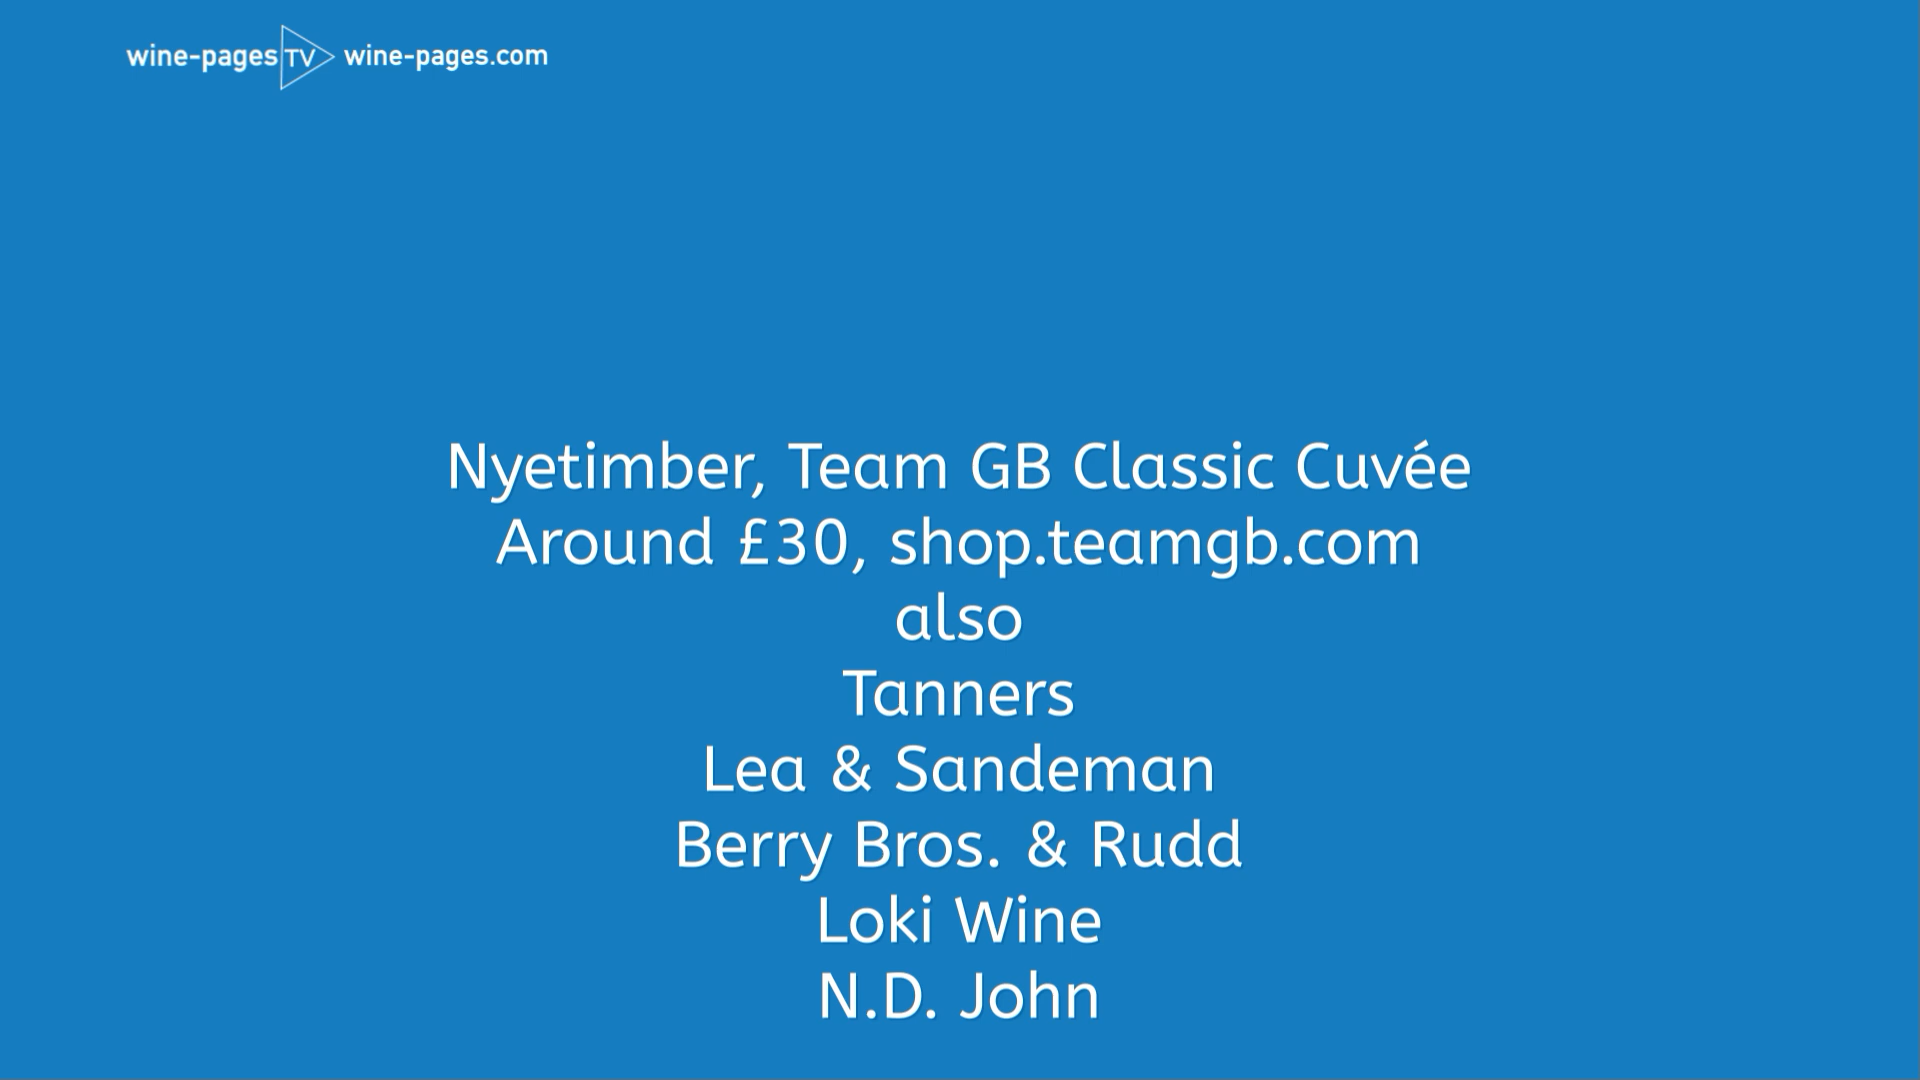 wine-pages TV wine-pages.com
Nyetimber, Team GB Classic Cuvée
Around £30, shop.teamgb.com
also
Tanners
Lea & Sandeman
Berry Bros. & Rudd
Loki Wine
N.D. John